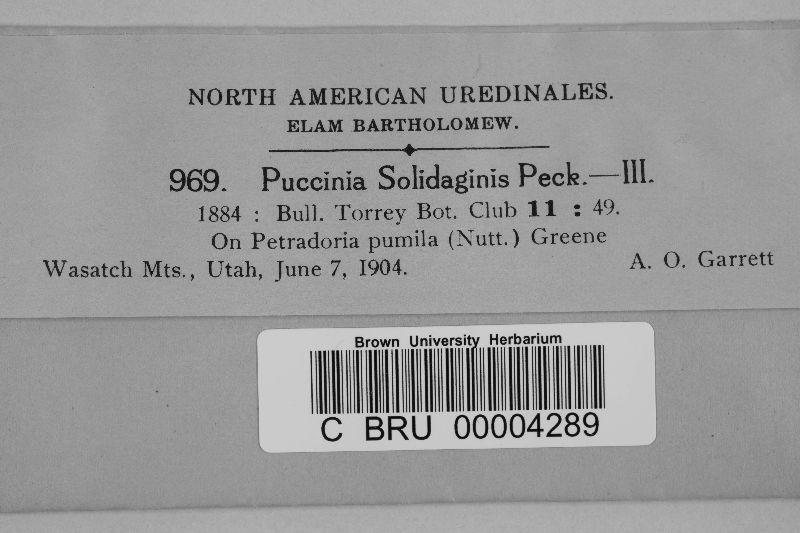 NORTH AMERICAN UREDINALES.
ELAM BARTHOLOMEW.
969. Puccinia Solidaginis Peck.—III.
1884 : Bull. Torrey Bot. Club 11 : 49.
On Petradoria pumila (Nutt.) Greene
Wasatch Mts., Utah, June 7, 1904. A. O. Garrett
Brown University Herbarium
C BRU 00004289